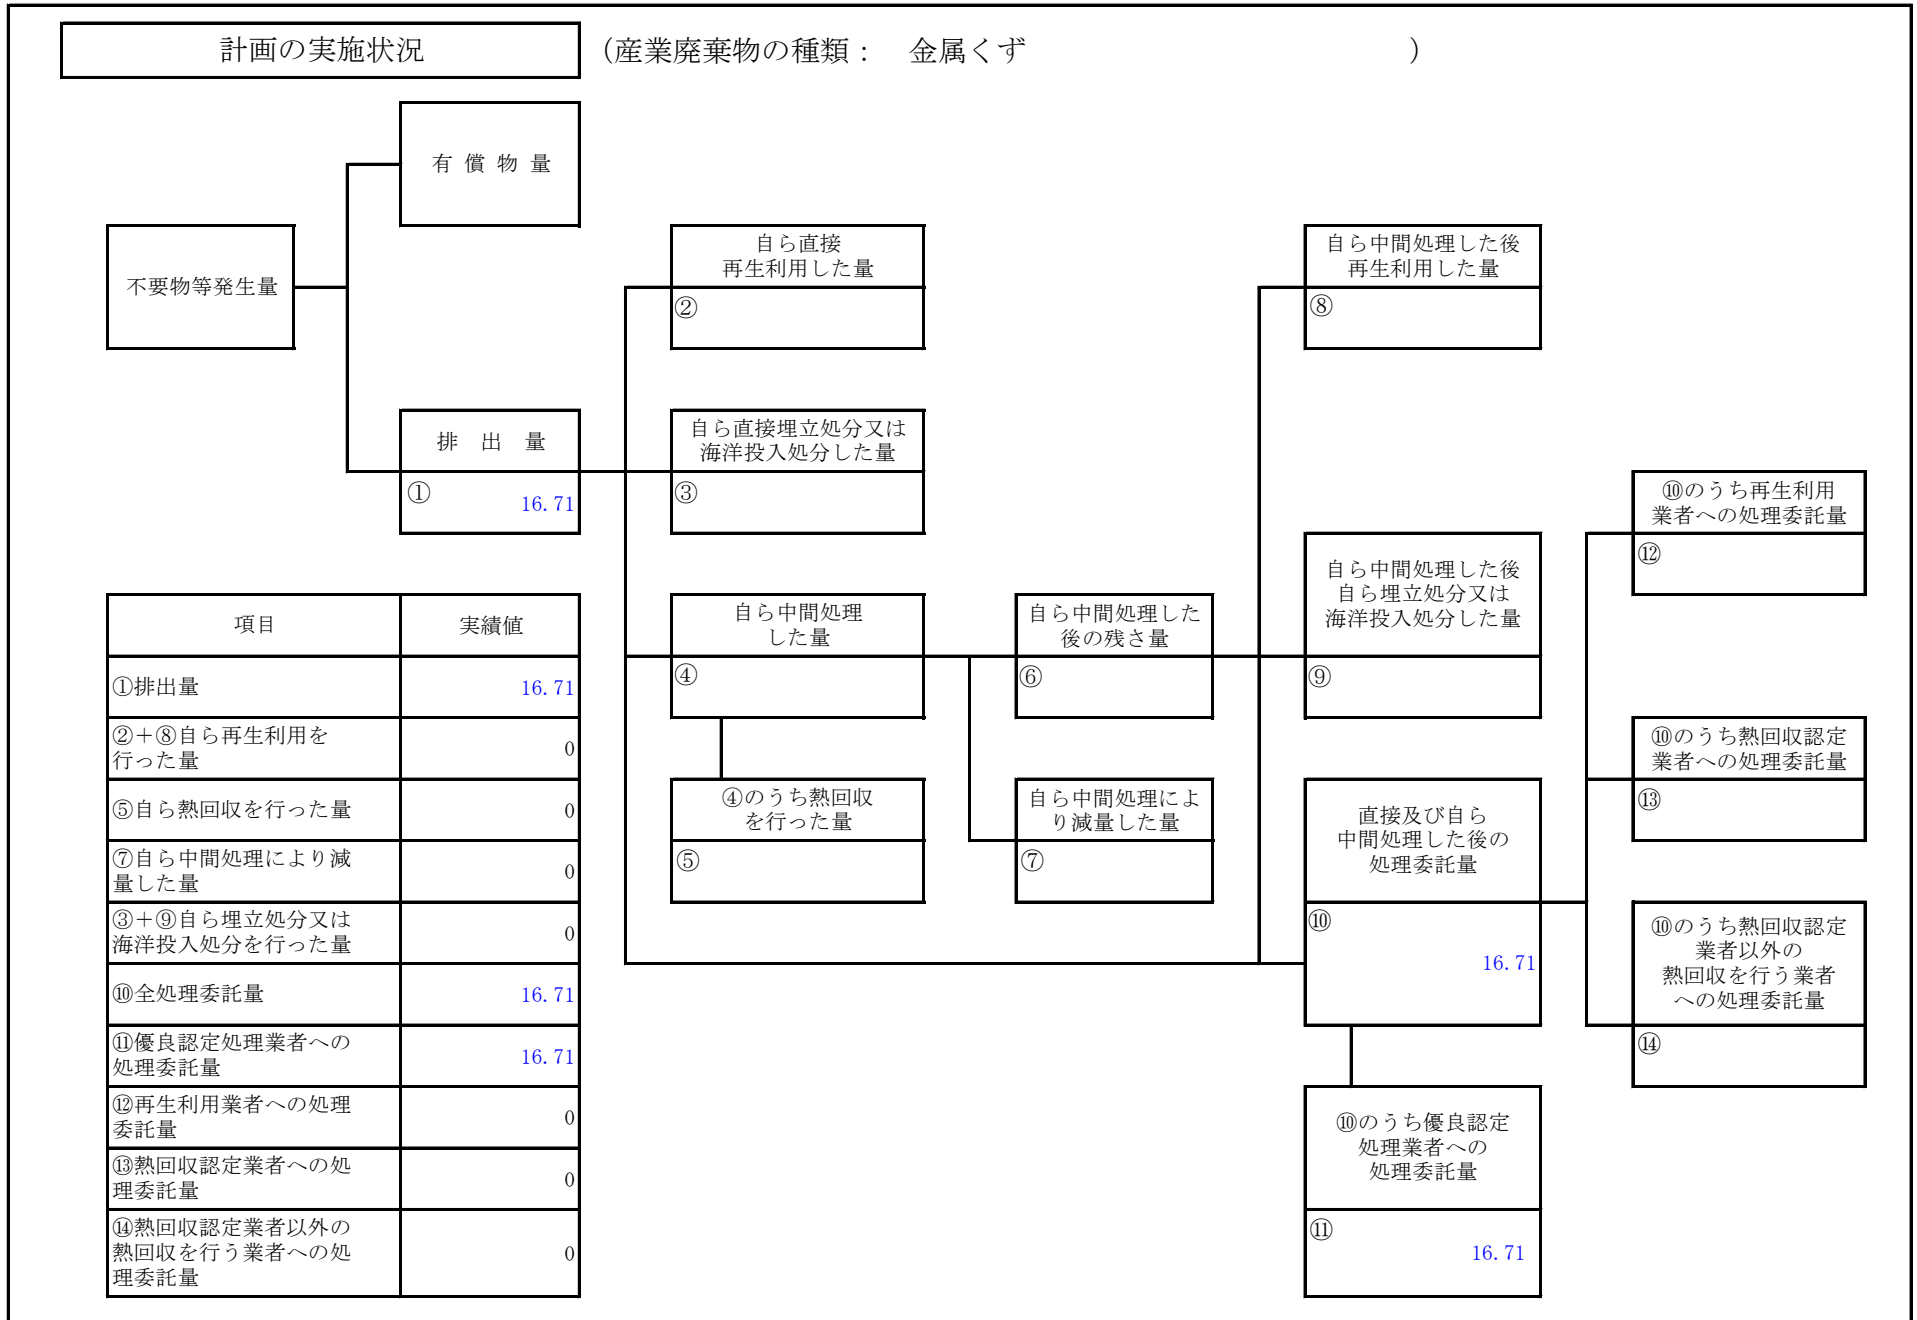 計画の実施状況
（産業廃棄物の種類： 金属くず ）
有 償 物 量
不要物等発生量
自ら直接
再生利用した量
②
自ら中間処理した後
再生利用した量
⑧
排 出 量
① 16.71
自ら直接埋立処分又は
海洋投入処分した量
③
⑩のうち再生利用
業者への処理委託量
⑫
自ら中間処理した後
自ら埋立処分又は
海洋投入処分した量
⑨
自ら中間処理
した量
④
自ら中間処理した
後の残さ量
⑥
④のうち熱回収
を行った量
⑤
自ら中間処理によ
り減量した量
⑦
直接及び自ら
中間処理した後の
処理委託量
⑩
16.71
⑩のうち熱回収認定
業者への処理委託量
⑬
⑩のうち熱回収認定
業者以外の
熱回収を行う業者
への処理委託量
⑭
⑩のうち優良認定
処理業者への
処理委託量
⑪
16.71
項目 実績値
①排出量 16.71
②＋⑧自ら再生利用を
行った量 0
⑤自ら熱回収を行った量 0
⑦自ら中間処理により減
量した量 0
③＋⑨自ら埋立処分又は
海洋投入処分を行った量 0
⑩全処理委託量 16.71
⑪優良認定処理業者への
処理委託量 16.71
⑫再生利用業者への処理
委託量 0
⑬熱回収認定業者への処
理委託量 0
⑭熱回収認定業者以外の
熱回収を行う業者への処 0
理委託量